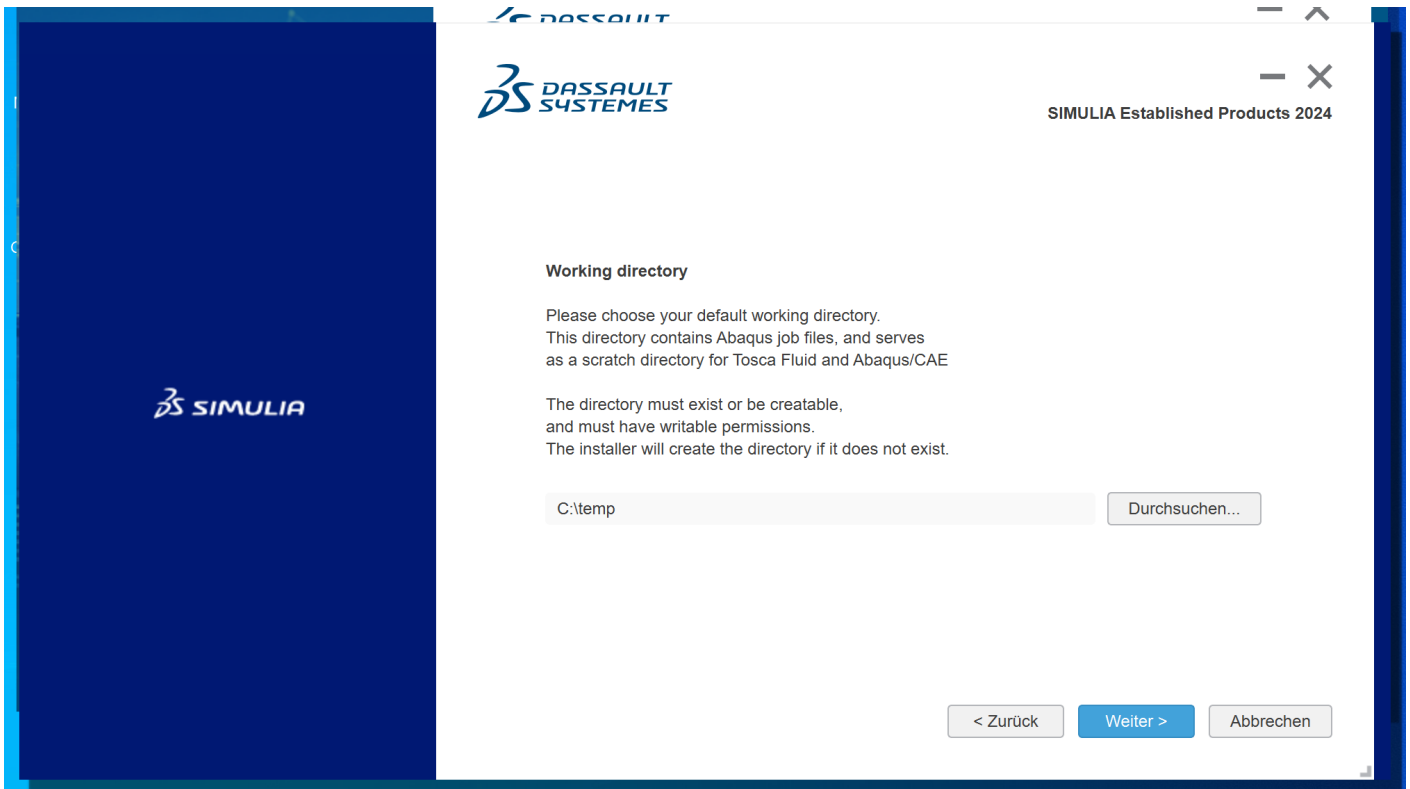 DASSAULT
DASSAULT
SYSTEMES
SIMULIA Established Products 2024
SIMULIA
Working directory
Please choose your default working directory.
This directory contains Abaqus job files, and serves
as a scratch directory for Tosca Fluid and Abaqus/CAE
The directory must exist or be creatable,
and must have writable permissions.
The installer will create the directory if it does not exist.
C:\temp
Durchsuchen...
< Zurück
Weiter >
Abbrechen